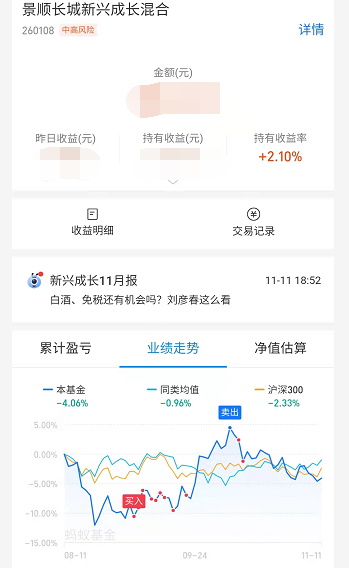 景顺长城新兴成长混合
260108 中高风险
详情
金额(元)
昨日收益(元) 持有收益(元) 持有收益率
+2.10%
收益明细 交易记录
新兴成长11月报 11-11 18:52
白酒、免税还有机会吗？刘彦春这么看
累计盈亏 业绩走势 净值估算
本基金 同类均值 沪深300
-4.06% -0.96% -2.33%
卖出
5.00%
0.00%
-5.00%
买入
-10.00%
蚂蚁基金
-15.00%
08-11 09-24 11-11